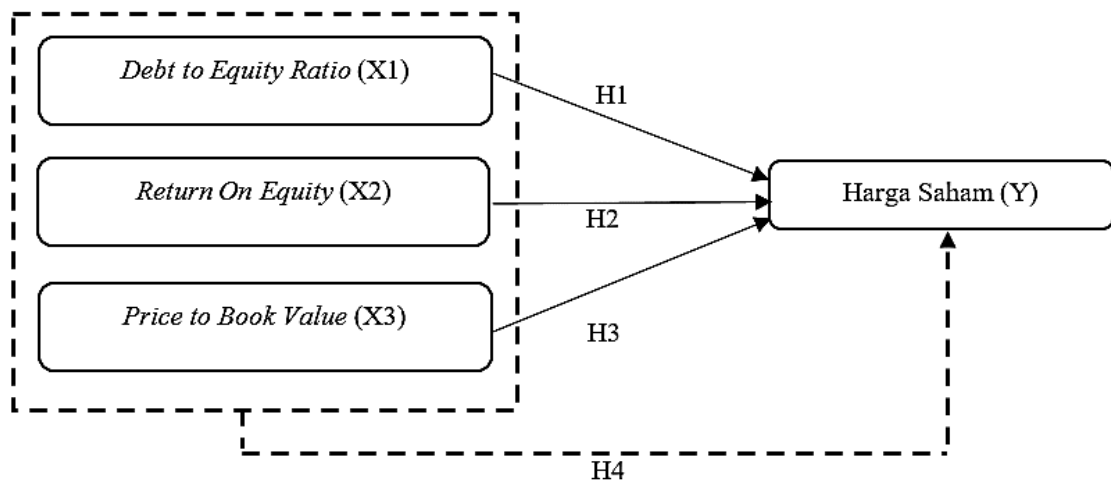 Debt to Equity Ratio (X1)
H1
Return On Equity (X2)
Harga Saham (Y)
H2
Price to Book Value (X3)
H3
H4